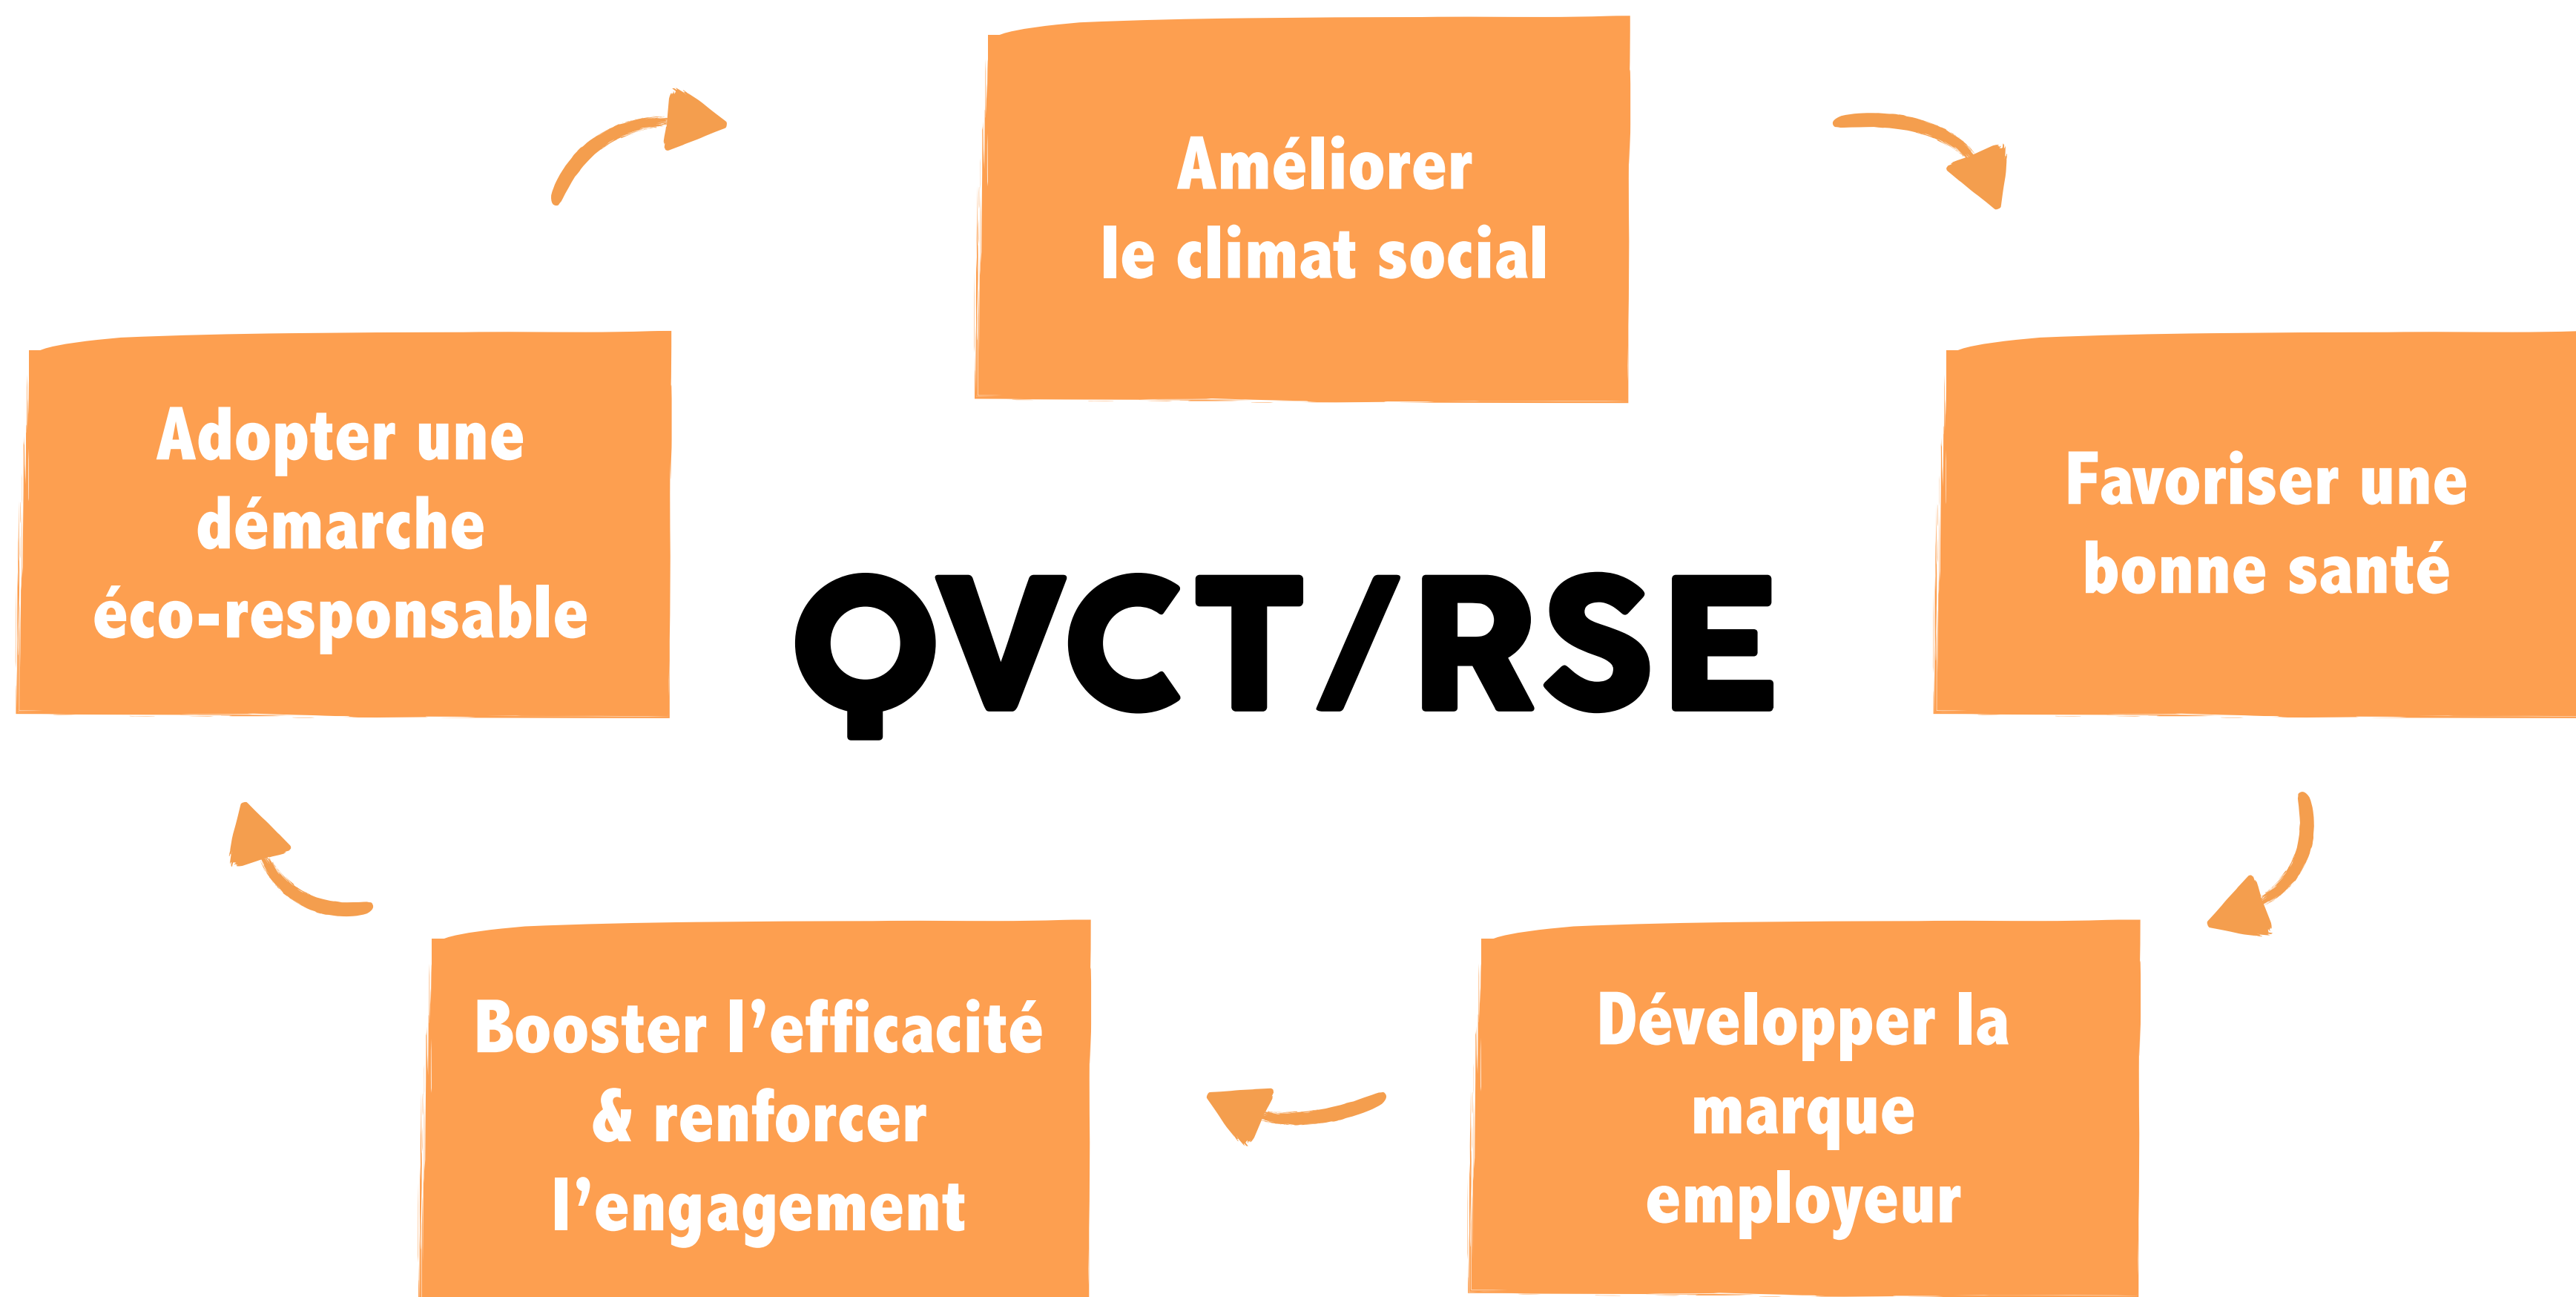 Améliorer
le climat social
Adopter une
démarche
éco-responsable
Favoriser une
bonne santé
QVCT/RSE
Booster l’efficacité
& renforcer
l’engagement
Développer la
marque
employeur